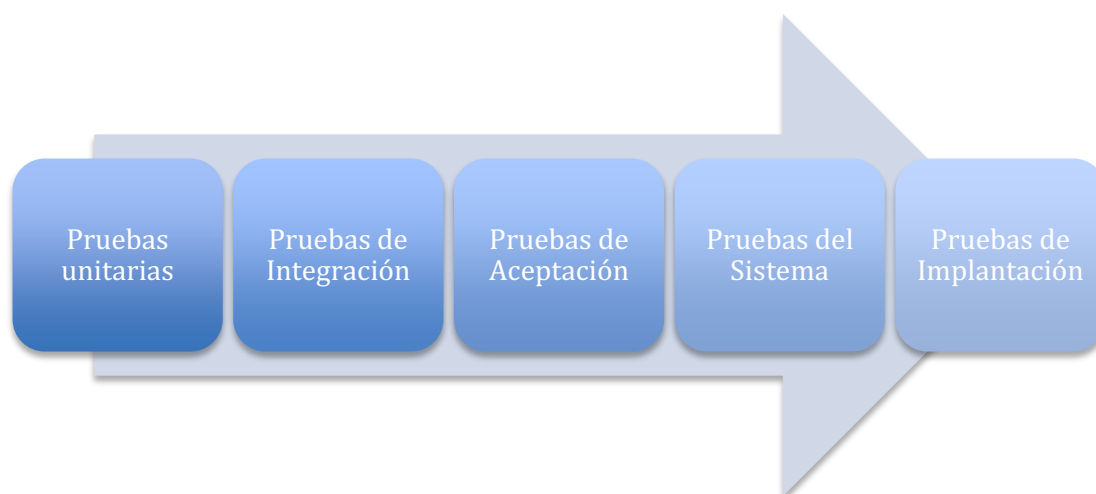 Pruebas
unitarias
Pruebas de
Integración
Pruebas de
Aceptación
Pruebas del
Sistema
Pruebas de
Implantación